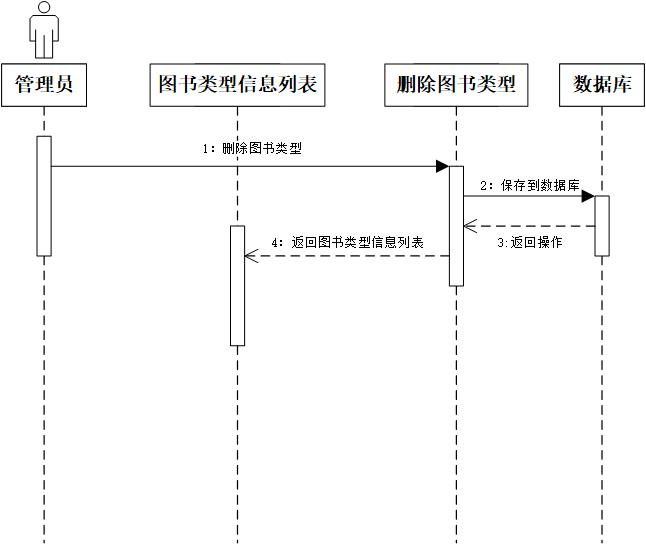 管理员
图书类型信息列表
删除图书类型
数据库
1：删除图书类型
2：保存到数据库
3:返回操作
4：返回图书类型信息列表